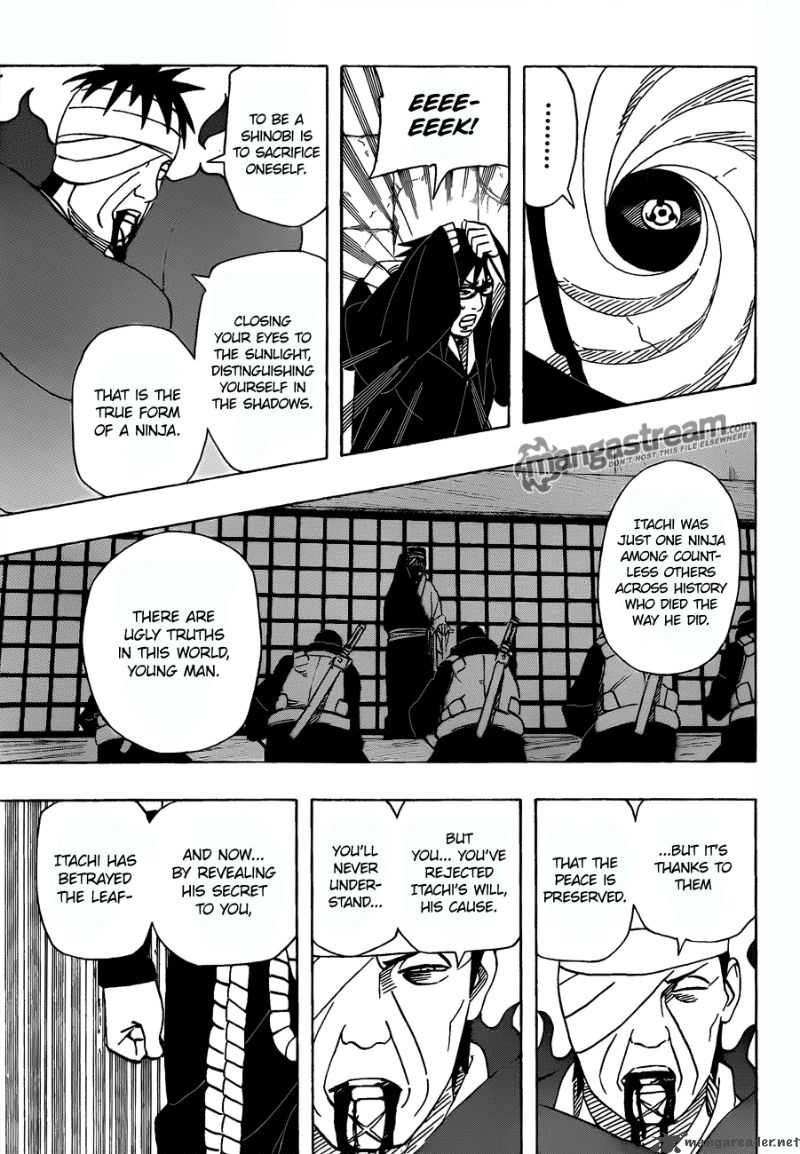 ........
EEEE-
EEEK!
TO BE A
SHINOBI IS
TO SACRIFICE
ONESELF.
CLOSING
YOUR EYES TO
THE SUNLIGHT,
DISTINGUISHING
YOURSELF IN
THE SHADOWS.
THAT IS THE
TRUE FORM
OF A NINJA.
mangastream.com
DON'T HOST THIS FILE ELSEWHERE
ITACHI WAS
JUST ONE NINJA
AMONG COUNT-
LESS OTHERS
ACROSS HISTORY
WHO DIED THE
WAY HE DID.
THERE ARE
UGLY TRUTHS
IN THIS WORLD,
YOUNG MAN.
...BUT IT'S
THANKS TO
THEM
THAT THE
PEACE IS
PRESERVED.
BUT
YOU... YOU'VE
REJECTED
ITACHI'S WILL,
HIS CAUSE.
YOU'LL
NEVER
UNDER-
STAND...
AND NOW...
BY REVEALING
HIS SECRET
TO YOU,
ITACHI HAS
BETRAYED
THE LEAF-
mangareader.net